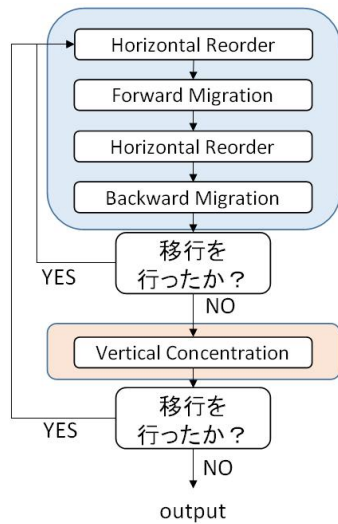 Horizontal Reorder
Forward Migration
Horizontal Reorder
Backward Migration
移行を
行ったか？
YES
NO
Vertical Concentration
移行を
行ったか？
YES
NO
output